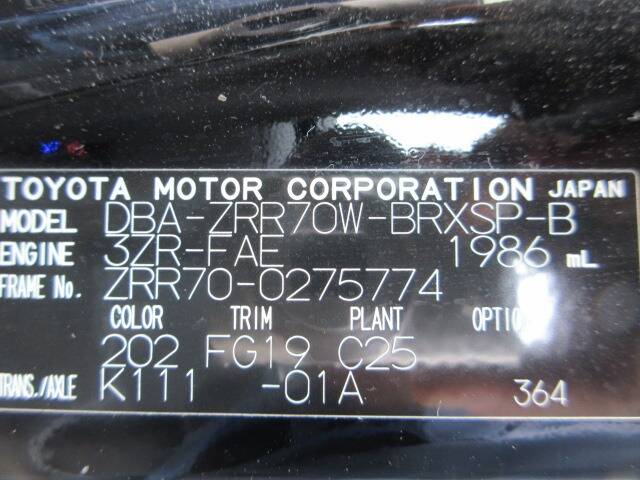 TOYOTA MOTOR CORPORATION JAPAN
MODEL DBA-ZRR70W-BRXSP-B
ENGINE 3ZR-FAE 1986 mL
FRAME No. ZRR70-0275774
COLOR TRIM PLANT OPTION
202 FG19 C25
TRANS./AXLE K111 -01A 364